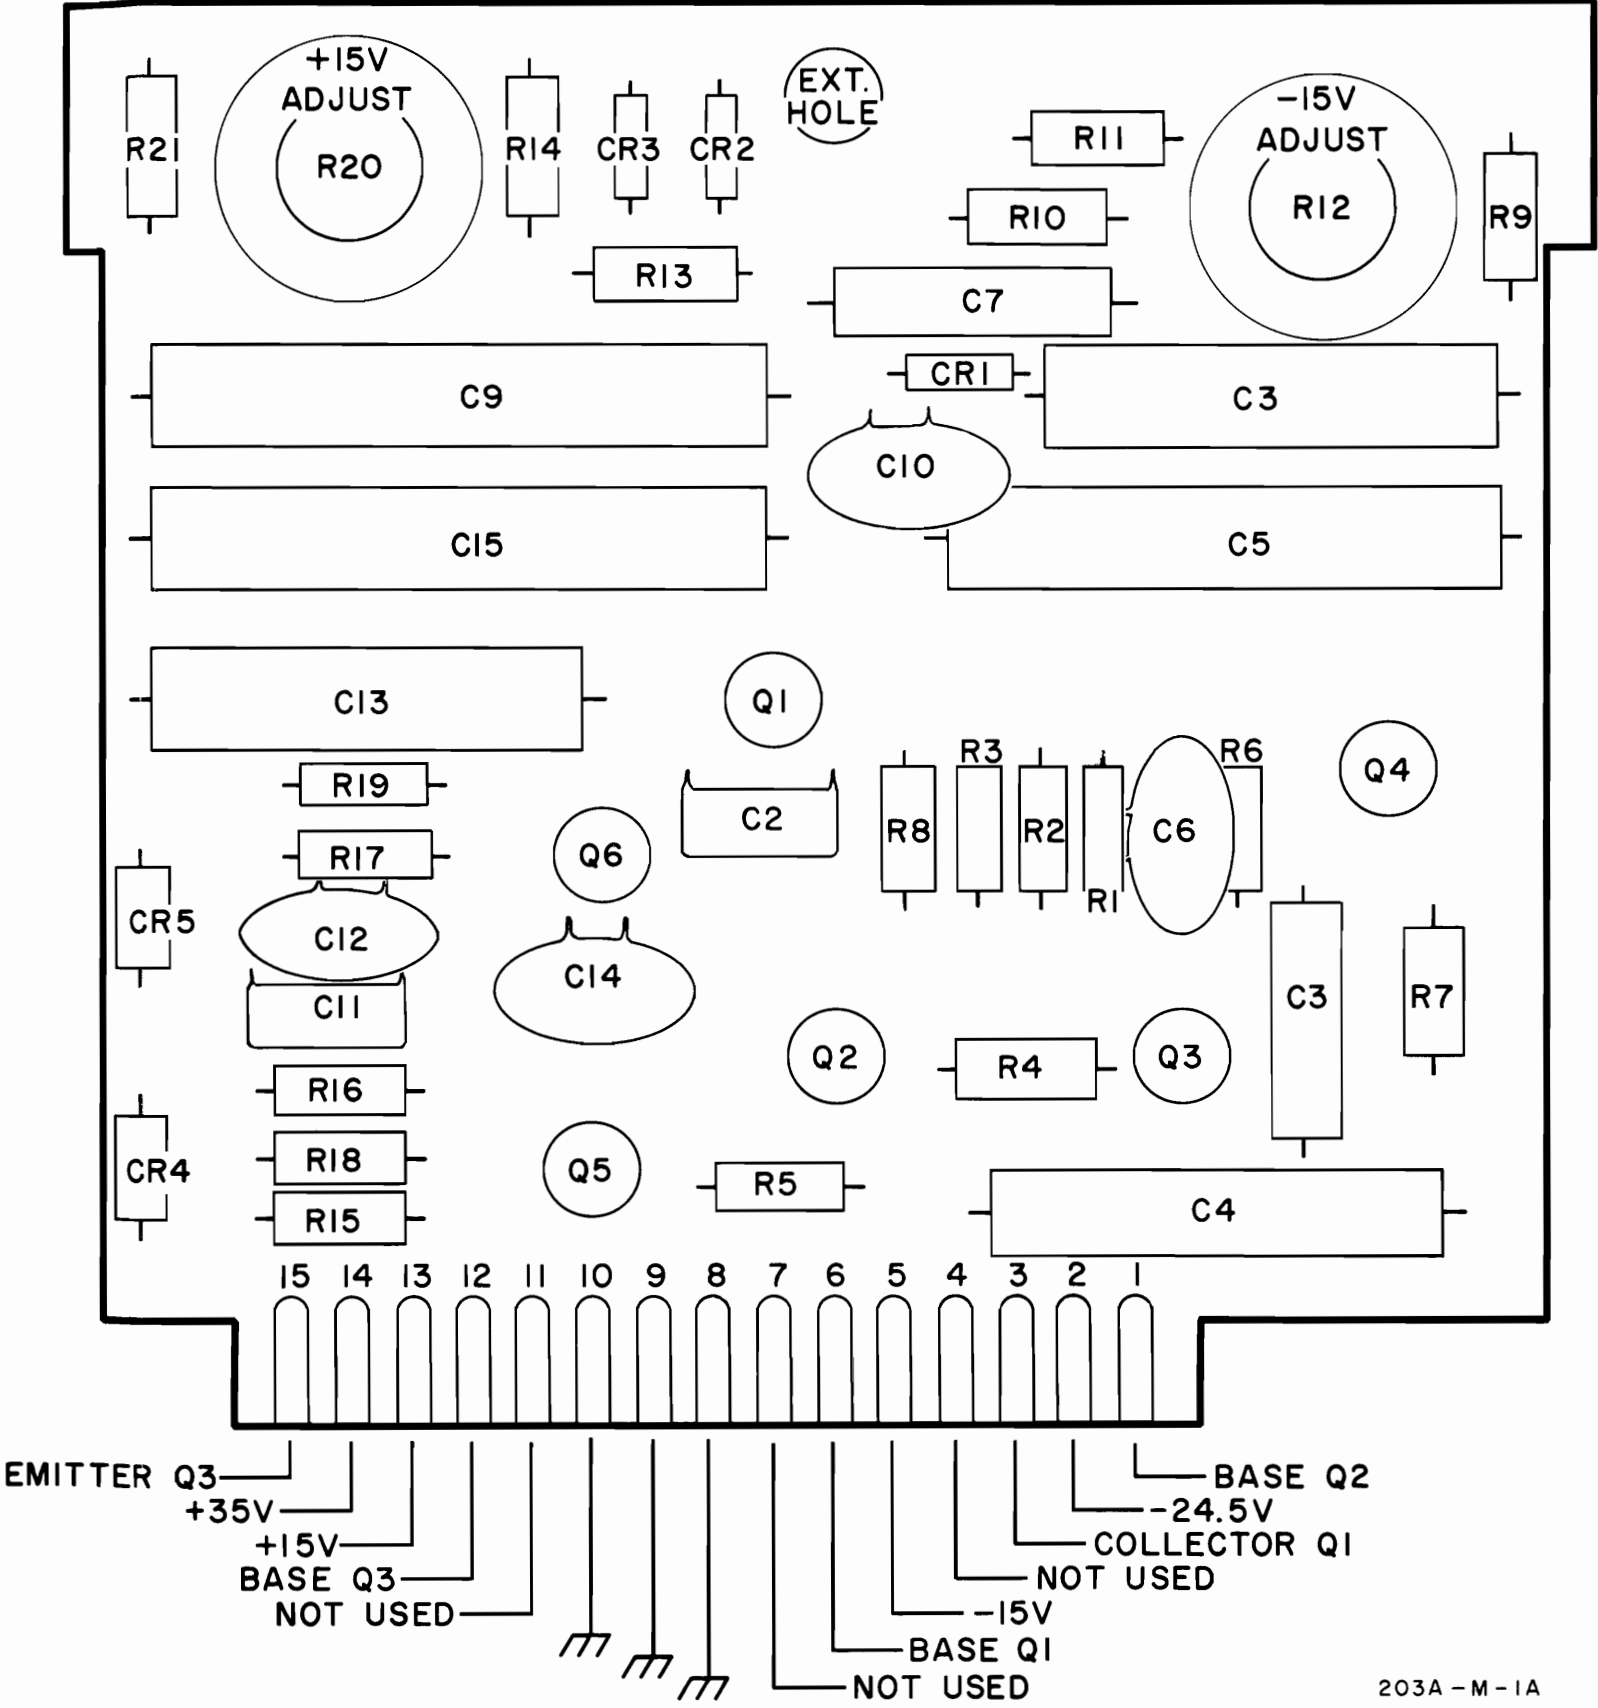 +15V
ADJUST
R20
R21
R14
CR3
CR2
EXT.
HOLE
R11
-15V
ADJUST
R12
R10
R9
R13
C7
CR1
C9
C3
C10
C15
C5
C13
Q1
R19
C2
R8
R3
R2
R1
C6
R6
Q4
R17
Q6
CR5
C12
C14
C11
C3
R7
Q2
R4
Q3
R16
CR4
R18
Q5
R5
R15
C4
15 14 13 12 11 10 9 8 7 6 5 4 3 2 1
EMITTER Q3
BASE Q2
+35V
-24.5V
+15V
COLLECTOR Q1
BASE Q3
NOT USED
NOT USED
-15V
BASE Q1
NOT USED
203A-M-1A